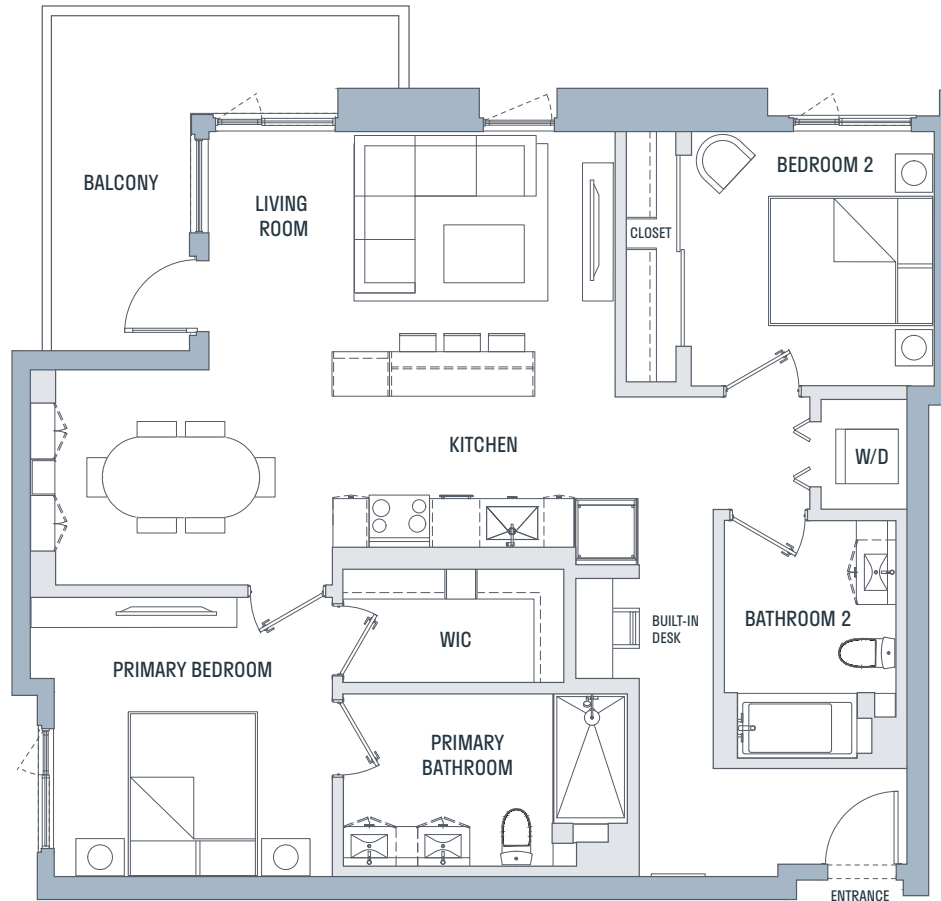 BALCONY
LIVING
ROOM
BEDROOM 2
CLOSET
KITCHEN
W/D
WIC
BUILT-IN
DESK
BATHROOM 2
PRIMARY BEDROOM
PRIMARY
BATHROOM
ENTRANCE